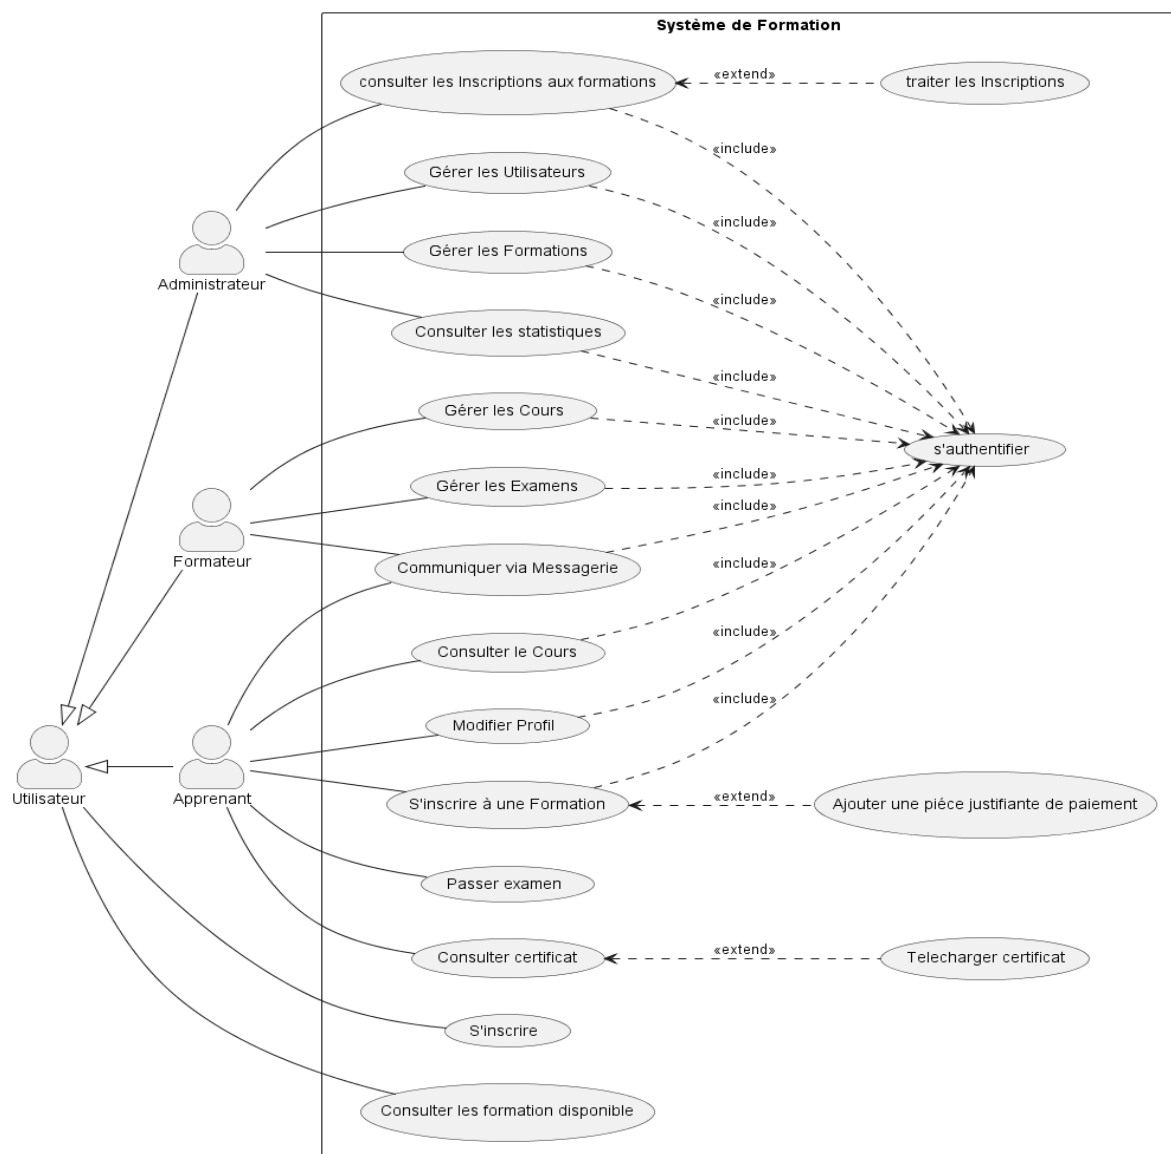 Système de Formation
consulter les Inscriptions aux formations
«extend»
traiter les Inscriptions
«include»
Gérer les Utilisateurs
«include»
Administrateur
Gérer les Formations
«include»
Consulter les statistiques
«include»
Gérer les Cours
«include»
s'authentifier
Formateur
Gérer les Examens
«include»
«include»
Communiquer via Messagerie
«include»
Consulter le Cours
«include»
Modifier Profil
«include»
Utilisateur
Apprenant
S'inscrire à une Formation
«extend»
Ajouter une piéce justifiante de paiement
Passer examen
Consulter certificat
«extend»
Telecharger certificat
S'inscrire
Consulter les formation disponible